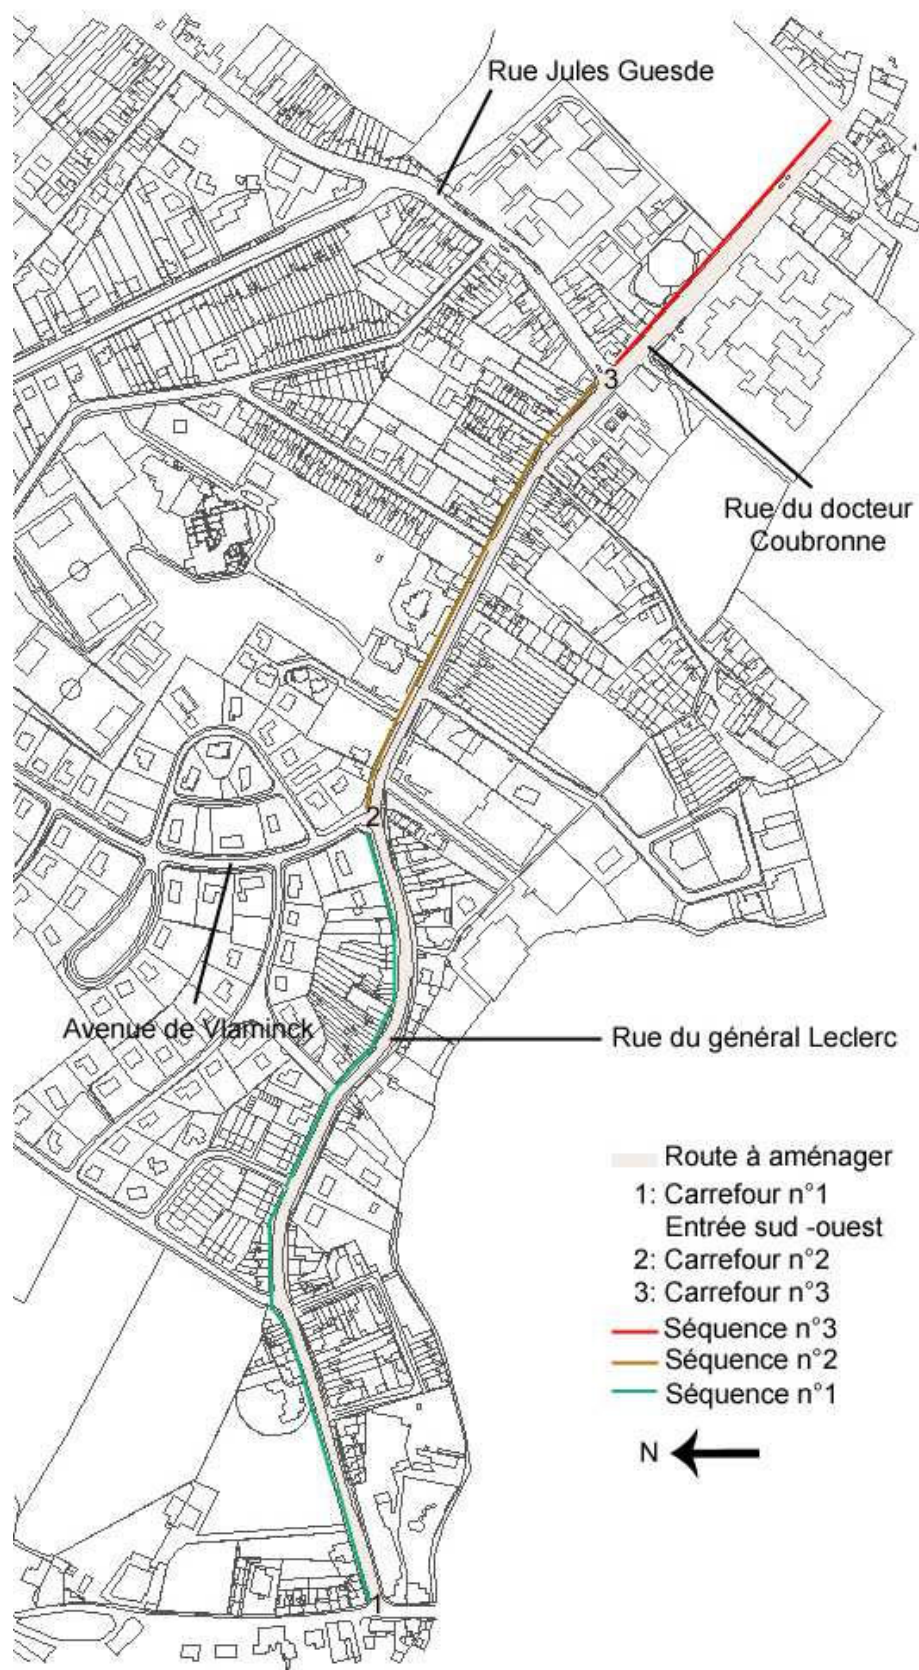 Rue Jules Guesde
3
Rue du docteur
Coubronne
2
Avenue de Vlaminck
Rue du général Leclerc
Route à aménager
1: Carrefour n°1
Entrée sud -ouest
2: Carrefour n°2
3: Carrefour n°3
Séquence n°3
Séquence n°2
Séquence n°1
N
1